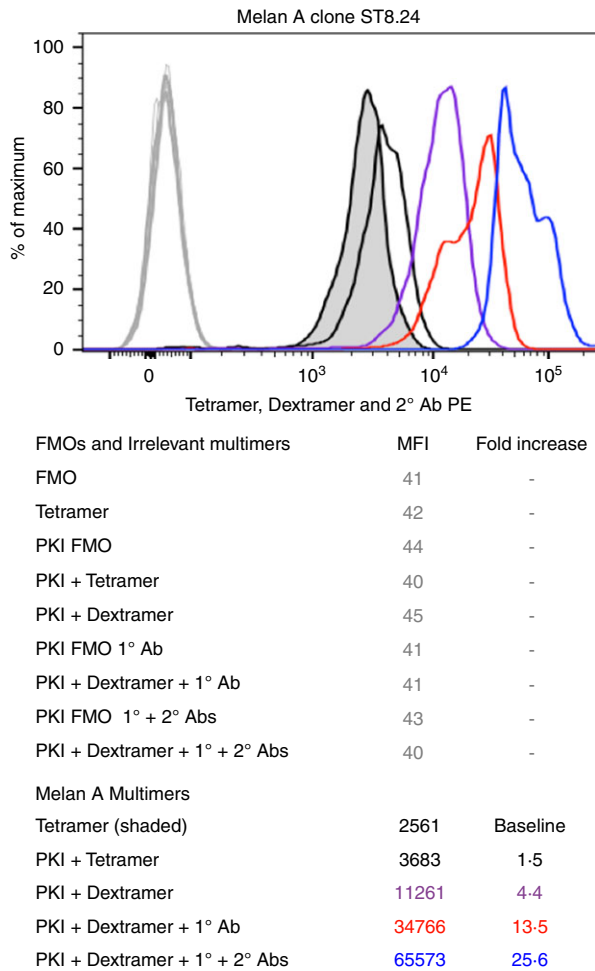 Melan A clone ST8.24
100
80
60
40
20
0
% of maximum
0 10³ 10⁴ 10⁵
Tetramer, Dextramer and 2° Ab PE
FMOs and Irrelevant multimers MFI Fold increase
FMO 41 -
Tetramer 42 -
PKI FMO 44 -
PKI + Tetramer 40 -
PKI + Dextramer 45 -
PKI FMO 1° Ab 41 -
PKI + Dextramer + 1° Ab 41 -
PKI FMO 1° + 2° Abs 43 -
PKI + Dextramer + 1° + 2° Abs 40 -
Melan A Multimers
Tetramer (shaded) 2561 Baseline
PKI + Tetramer 3683 1·5
PKI + Dextramer 11261 4·4
PKI + Dextramer + 1° Ab 34766 13·5
PKI + Dextramer + 1° + 2° Abs 65573 25·6